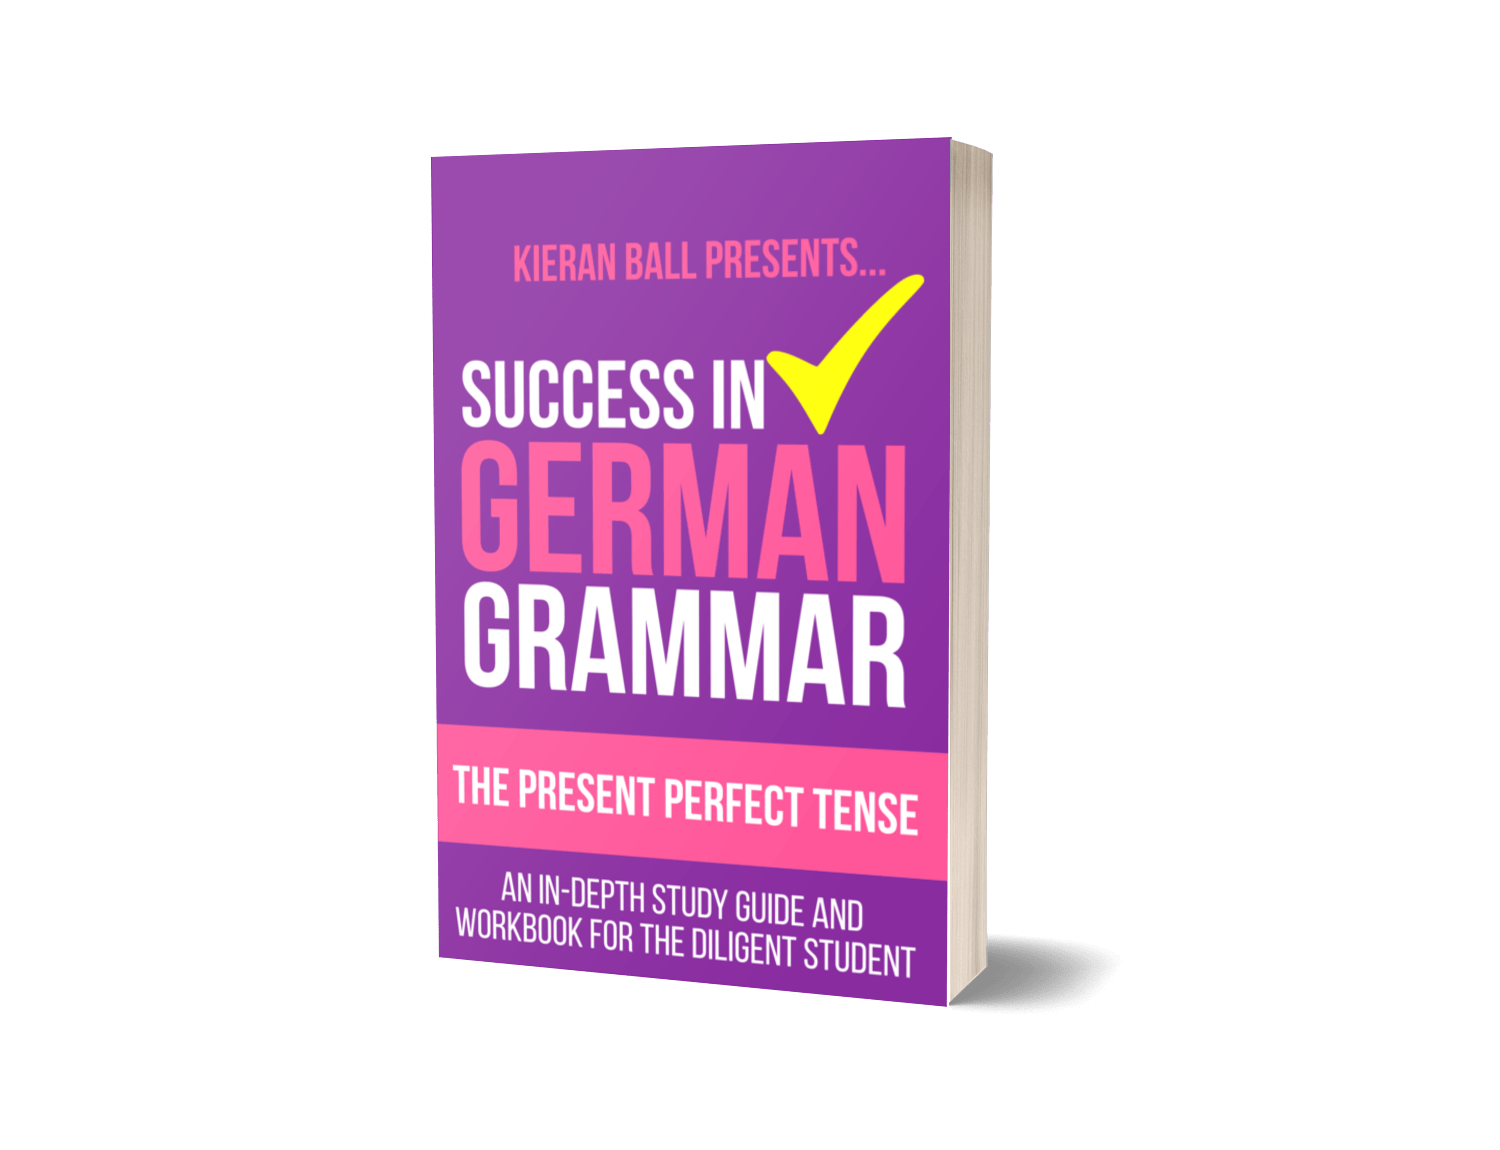 KIERAN BALL PRESENTS...
SUCCESS IN
GERMAN
GRAMMAR
THE PRESENT PERFECT TENSE
AN IN-DEPTH STUDY GUIDE AND
WORKBOOK FOR THE DILIGENT STUDENT